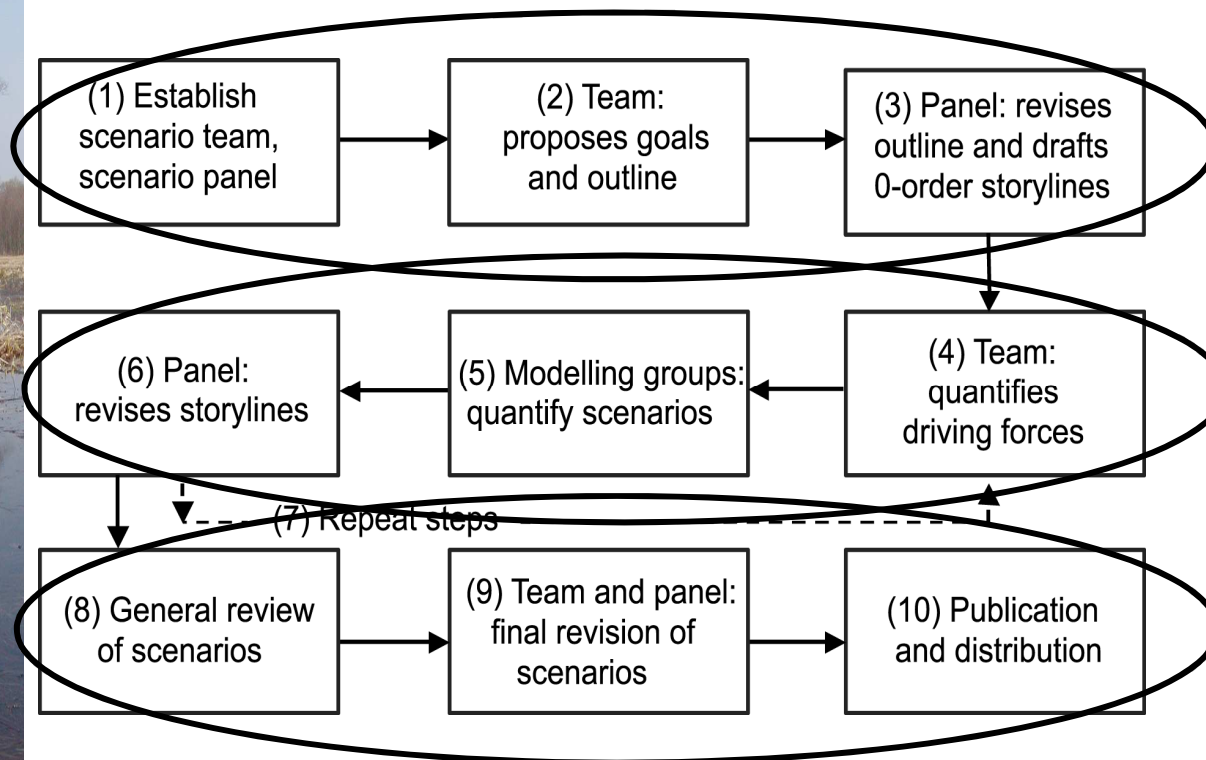 (1) Establish
scenario team,
scenario panel
(2) Team:
proposes goals
and outline
(3) Panel: revises
outline and drafts
0-order storylines
(4) Team:
quantifies
driving forces
(5) Modelling groups:
quantify scenarios
(6) Panel:
revises storylines
(7) Repeat steps
(8) General review
of scenarios
(9) Team and panel:
final revision of
scenarios
(10) Publication
and distribution